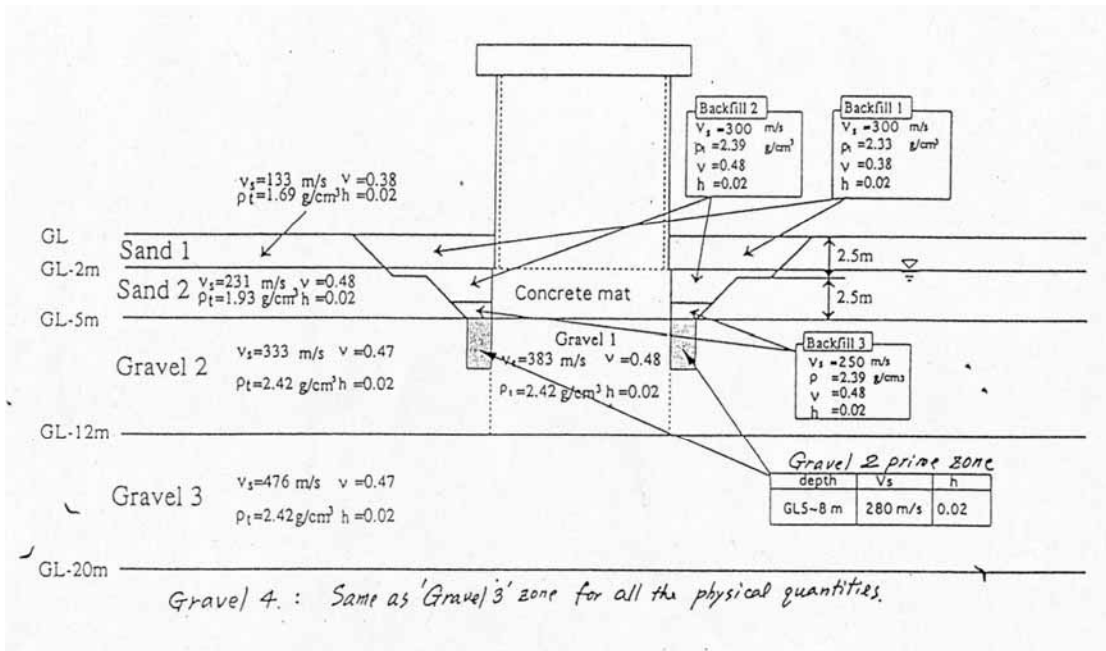 Backfill 2
Vs =300 m/s
ρt =2.39 g/cm³
ν =0.48
h =0.02
Backfill 1
Vs =300 m/s
ρt =2.33 g/cm³
ν =0.38
h =0.02
vs=133 m/s ν=0.38
ρt=1.69 g/cm³ h=0.02
GL
Sand 1
2.5m
GL-2m
Sand 2
vs=231 m/s, ν=0.48
ρt=1.93 g/cm³ h=0.02
Concrete mat
2.5m
GL-5m
Gravel 1
vs=383 m/s ν=0.48
ρt=2.42 g/cm³ h=0.02
Gravel 2
vs=333 m/s ν=0.47
ρt=2.42 g/cm³ h=0.02
Backfill 3
Vs =250 m/s
ρ =2.39 g/cm3
ν =0.48
h =0.02
GL-12m
Gravel 2 prime zone
depth Vs h
GL5~8 m 280 m/s 0.02
Gravel 3
vs=476 m/s ν=0.47
ρt=2.42g/cm³ h=0.02
GL-20m
Gravel 4. : Same as 'Gravel 3' zone for all the physical quantities.